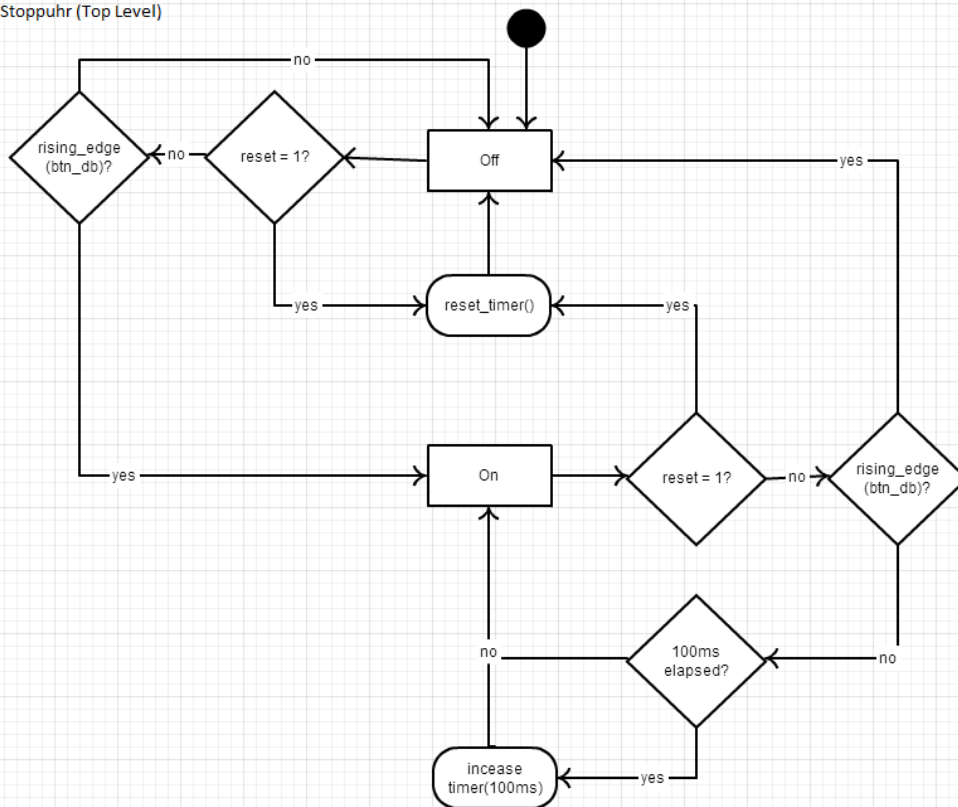 Stoppuhr (Top Level)
no
rising_edge
(btn_db)?
no
reset = 1?
Off
yes
yes
reset_timer()
yes
yes
On
reset = 1?
no
rising_edge
(btn_db)?
no
100ms
elapsed?
no
incease
timer(100ms)
yes